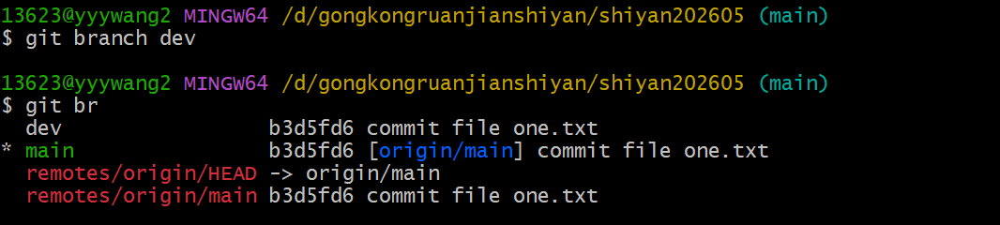 13623@yyywang2 MINGW64 /d/gongkongruanjianshiyan/shiyan202605 (main)
$ git branch dev
13623@yyywang2 MINGW64 /d/gongkongruanjianshiyan/shiyan202605 (main)
$ git br
  dev                 b3d5fd6 commit file one.txt
* main                b3d5fd6 [origin/main] commit file one.txt
  remotes/origin/HEAD -> origin/main
  remotes/origin/main b3d5fd6 commit file one.txt